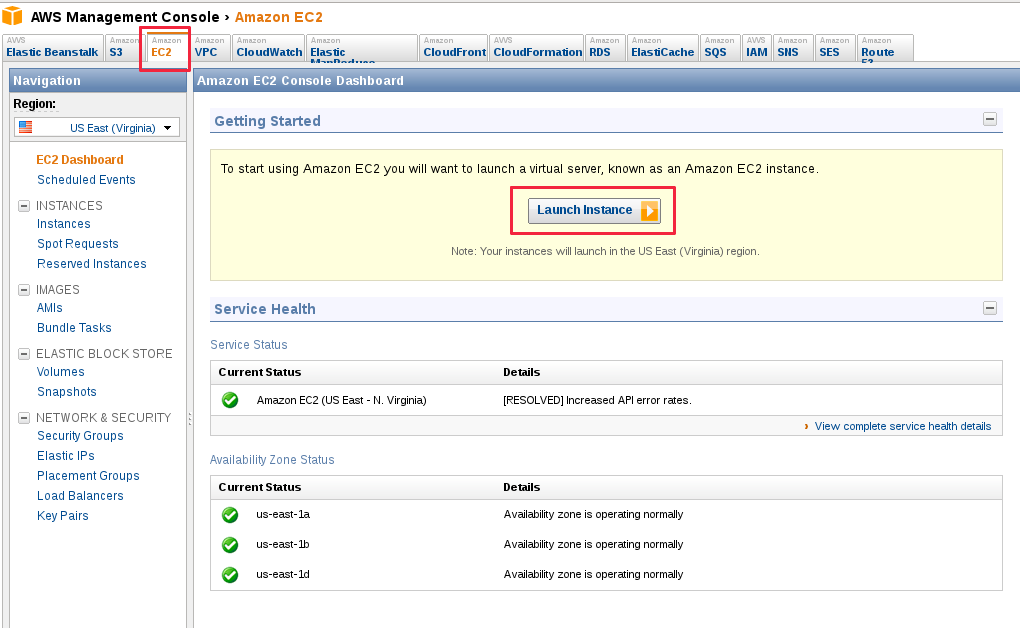 AWS Management Console › Amazon EC2
AWS Elastic Beanstalk
Amazon S3
Amazon EC2
Amazon VPC
Amazon CloudWatch
Amazon Elastic MapReduce
Amazon CloudFront
AWS CloudFormation
Amazon RDS
Amazon ElastiCache
Amazon SQS
AWS IAM
Amazon SNS
Amazon SES
Amazon Route 53
Navigation
Region:
US East (Virginia)
EC2 Dashboard
Scheduled Events
INSTANCES
Instances
Spot Requests
Reserved Instances
IMAGES
AMIs
Bundle Tasks
ELASTIC BLOCK STORE
Volumes
Snapshots
NETWORK & SECURITY
Security Groups
Elastic IPs
Placement Groups
Load Balancers
Key Pairs
Amazon EC2 Console Dashboard
Getting Started
To start using Amazon EC2 you will want to launch a virtual server, known as an Amazon EC2 instance.
Launch Instance
Note: Your instances will launch in the US East (Virginia) region.
Service Health
Service Status
Current Status Details
Amazon EC2 (US East - N. Virginia) [RESOLVED] Increased API error rates.
› View complete service health details
Availability Zone Status
Current Status Details
us-east-1a Availability zone is operating normally
us-east-1b Availability zone is operating normally
us-east-1d Availability zone is operating normally